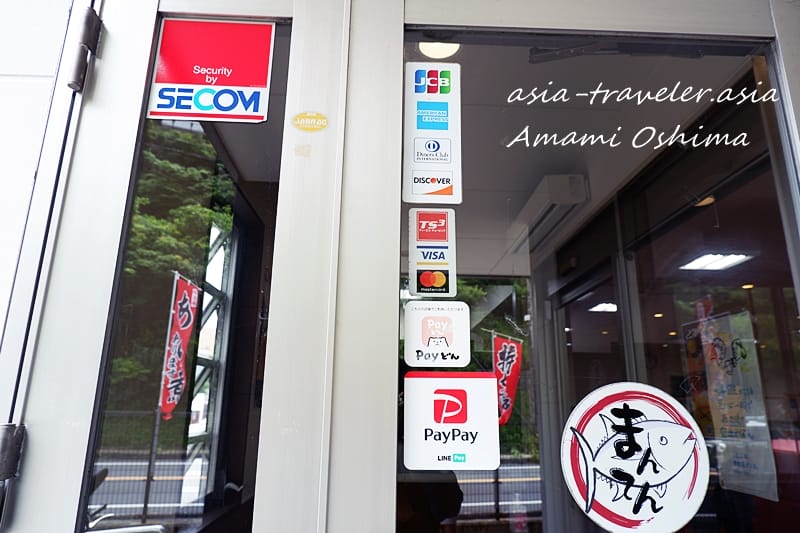 Security
by
SECOM
JCB
AMERICAN
EXPRESS
Diners Club
INTERNATIONAL
DISCOVER
TS3
VISA
mastercard
Pay
Payどん
PayPay
LINE Pay
まん
てん
asia-traveler.asia
Amami Oshima